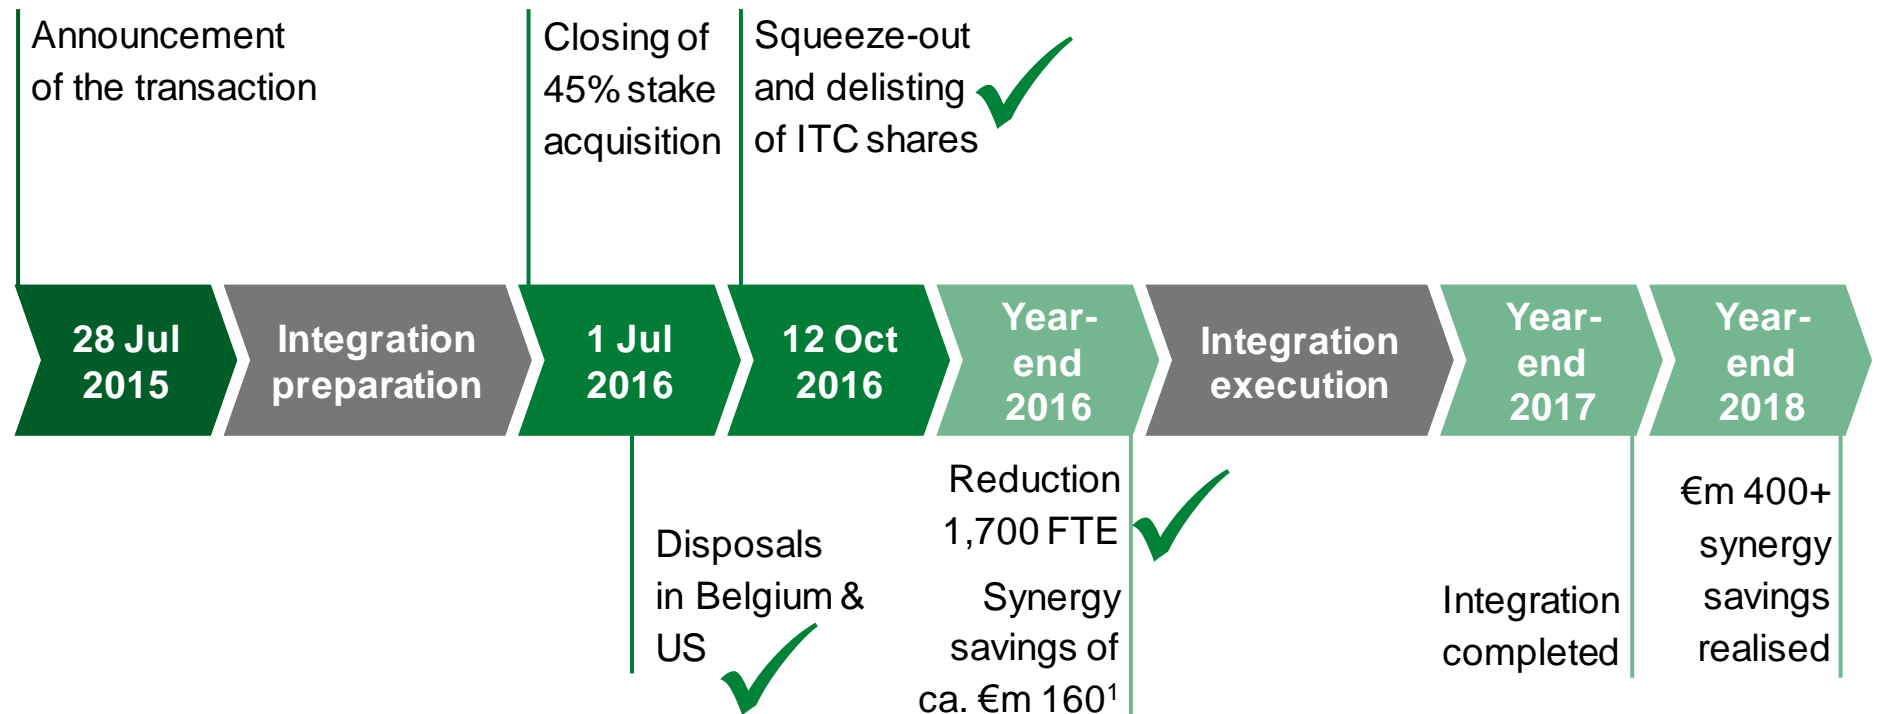 Announcement
of the transaction
Closing of
45% stake
acquisition
Squeeze-out
and delisting
of ITC shares
28 Jul
2015
Integration
preparation
1 Jul
2016
12 Oct
2016
Year-
end
2016
Integration
execution
Year-
end
2017
Year-
end
2018
Disposals
in Belgium &
US
Reduction
1,700 FTE
Synergy
savings of
ca. €m 160¹
Integration
completed
€m 400+
synergy
savings
realised